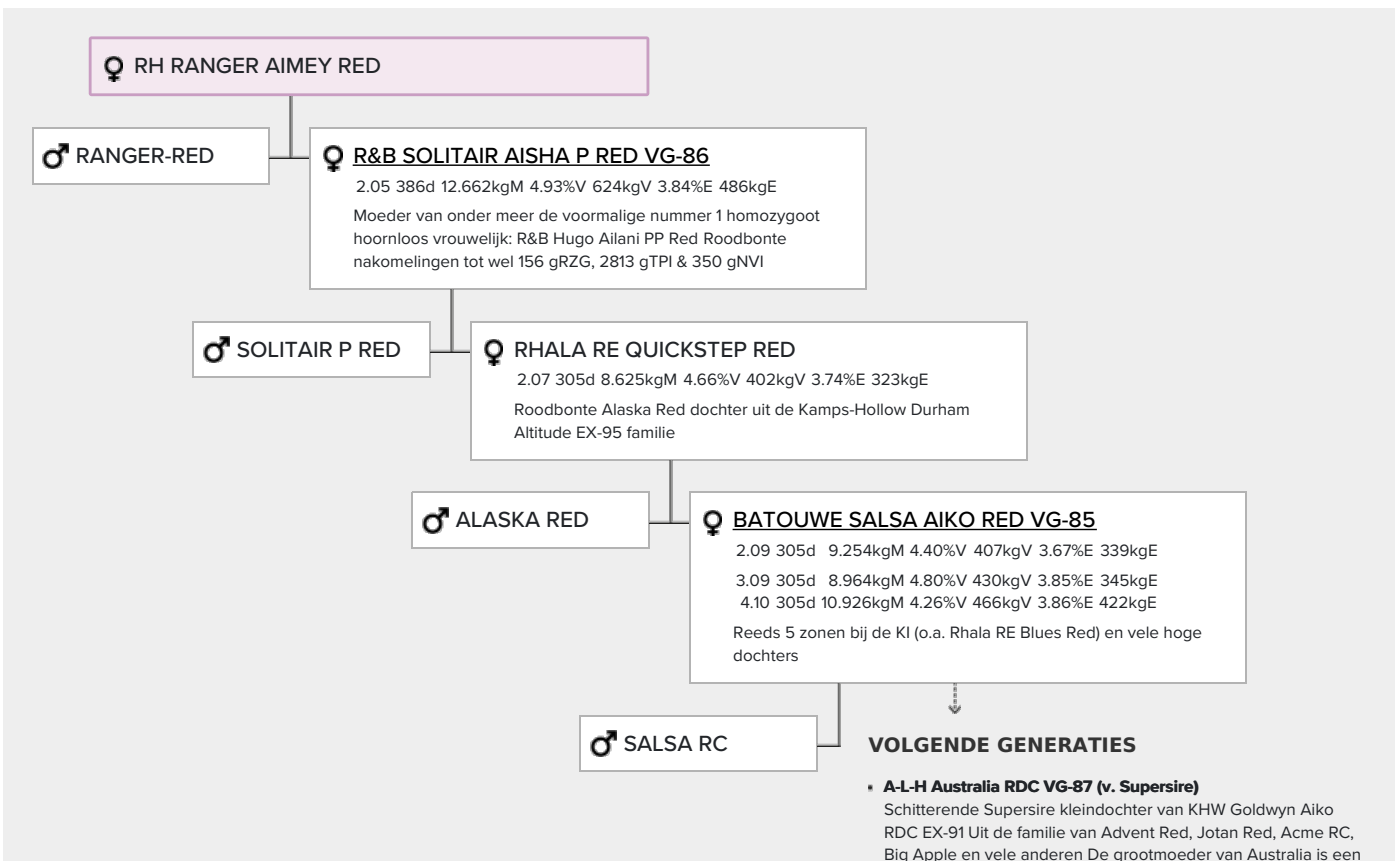 RH RANGER AIMEY RED
RANGER-RED
R&B SOLITAIR AISHA P RED VG-86
2.05 386d 12.662kgM 4.93%V 624kgV 3.84%E 486kgE
Moeder van onder meer de voormalige nummer 1 homozygoot
hoornloos vrouwelijk: R&B Hugo Ailani PP Red Roodbonte
nakomelingen tot wel 156 gRZG, 2813 gTPI & 350 gNVI
SOLITAIR P RED
RHALA RE QUICKSTEP RED
2.07 305d 8.625kgM 4.66%V 402kgV 3.74%E 323kgE
Roodbonte Alaska Red dochter uit de Kamps-Hollow Durham
Altitude EX-95 familie
ALASKA RED
BATOUWE SALSA AIKO RED VG-85
2.09 305d 9.254kgM 4.40%V 407kgV 3.67%E 339kgE
3.09 305d 8.964kgM 4.80%V 430kgV 3.85%E 345kgE
4.10 305d 10.926kgM 4.26%V 466kgV 3.86%E 422kgE
Reeds 5 zonen bij de KI (o.a. Rhala RE Blues Red) en vele hoge
dochters
SALSA RC
VOLGENDE GENERATIES
A-L-H Australia RDC VG-87 (v. Supersire)
Schitterende Supersire kleindochter van KHW Goldwyn Aiko
RDC EX-91 Uit de familie van Advent Red, Jotan Red, Acme RC,
Big Apple en vele anderen De grootmoeder van Australia is een